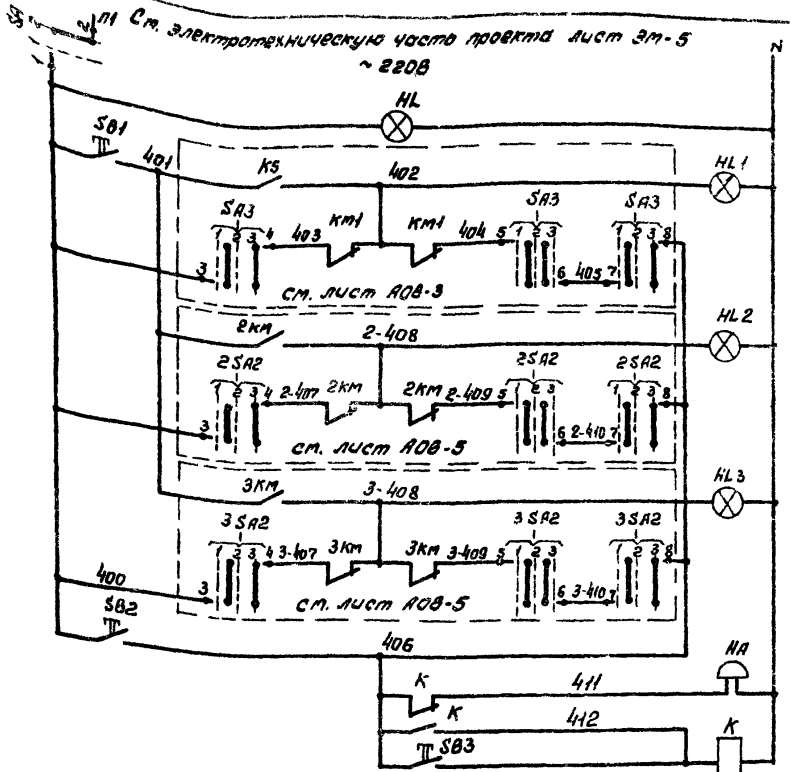 SF 2 П1 См. электротехническую часть проекта лист ЭМ-5
~ 220В
N
HL
SB1
401 K5 402 HL1
SA3 SA3 SA3
1 2 3 4 403 КМ1 КМ1 404 5 1 2 3 1 2 3 8
3 6 405 7
см. лист АОВ-3
2КМ 2-408 HL2
2SA2 2SA2 2SA2
1 2 3 4 2-407 2КМ 2КМ 2-409 5 1 2 3 1 2 3 8
3 6 2-410 7
см. лист АОВ-5
3КМ 3-408 HL3
3SA2 3SA2 3SA2
1 2 3 4 3-407 3КМ 3КМ 3-409 5 1 2 3 1 2 3 8
400 3 6 3-410 7
см. лист АОВ-5
SB2
406
HA
K 411
K 412 K
SB3